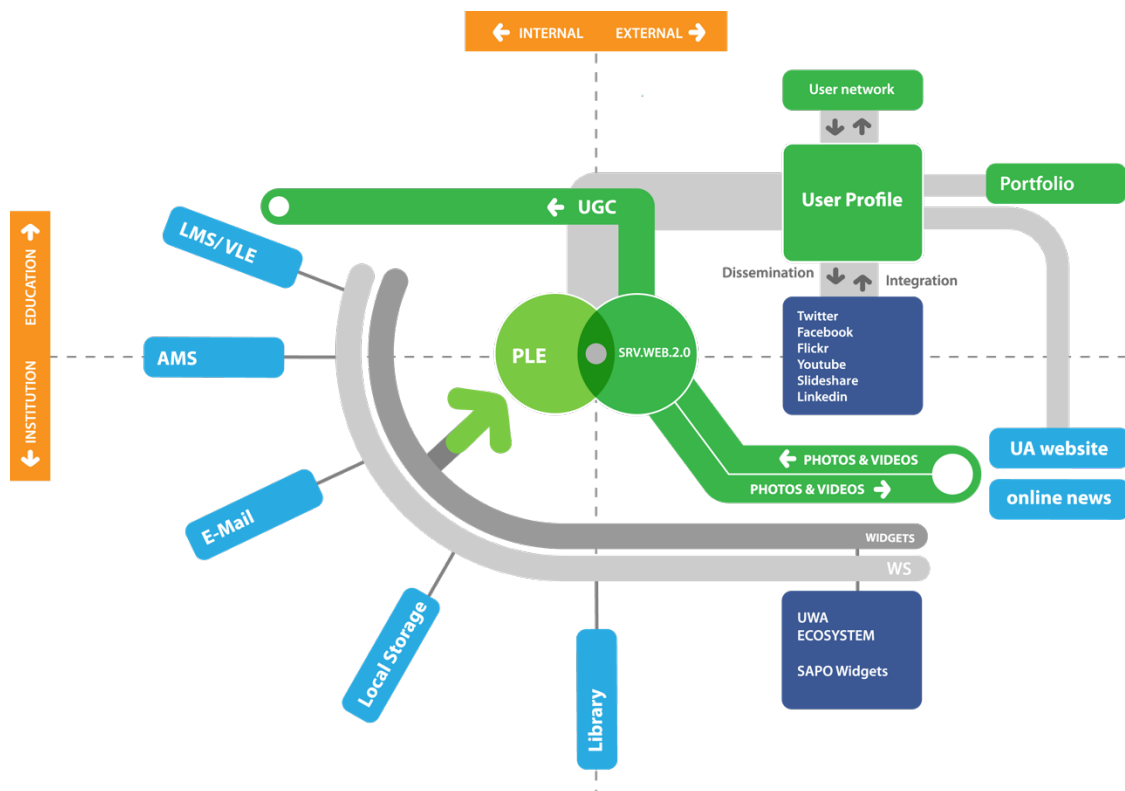 INTERNAL EXTERNAL
User network
User Profile
Portfolio
UGC
LMS/ VLE
EDUCATION
INSTITUTION
Dissemination
Integration
Twitter
Facebook
Flickr
Youtube
Slideshare
Linkedin
AMS
PLE
SRV.WEB.2.0
UA website
PHOTOS & VIDEOS
PHOTOS & VIDEOS
online news
E-Mail
WIDGETS
WS
Local Storage
Library
UWA
ECOSYSTEM
SAPO Widgets